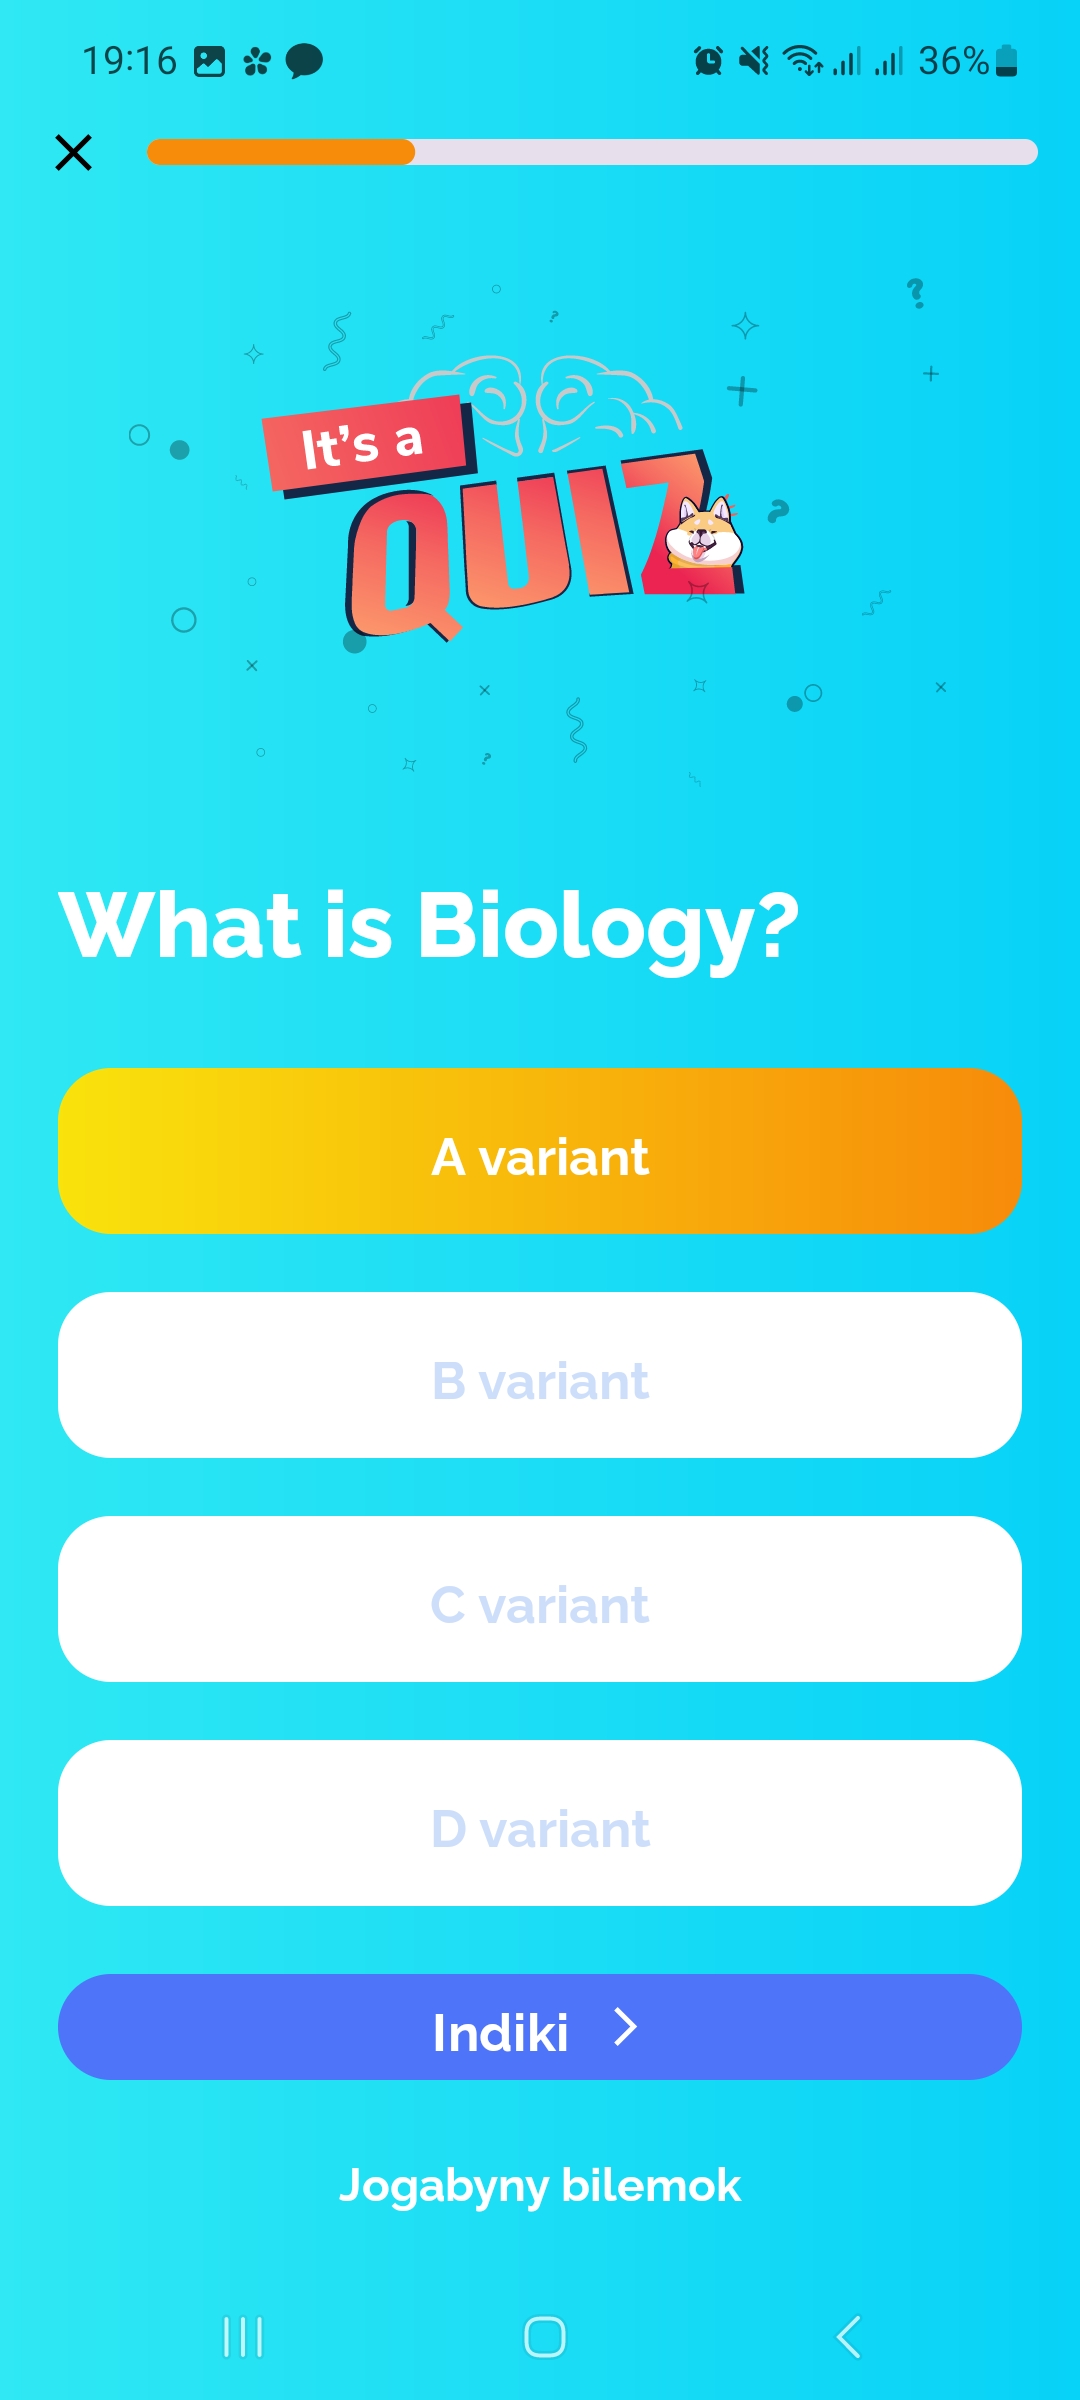 19:16
36%
It's a
QUIZ
What is Biology?
A variant
B variant
C variant
D variant
Indiki
Jogabyny bilemok